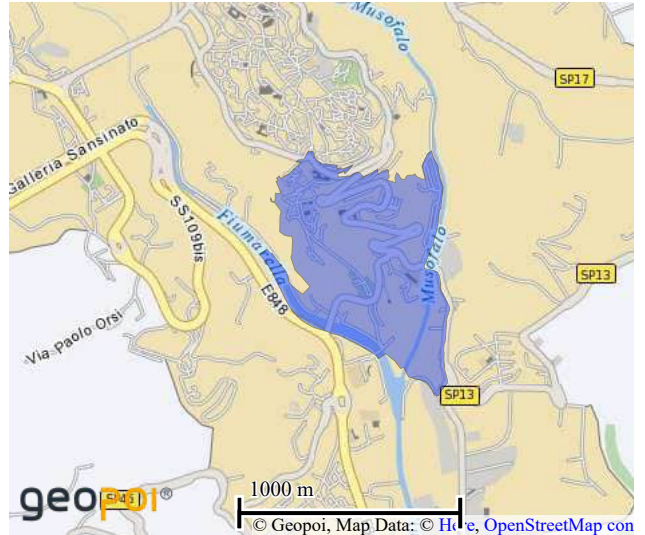 Musofalo
SP17
Galleria Sansinato
SS109bis
Fiumarella
E848
Musofalo
SP13
Via Paolo Orsi
SP13
geopoi®
1000 m
© Geopoi, Map Data: © Here, OpenStreetMap con